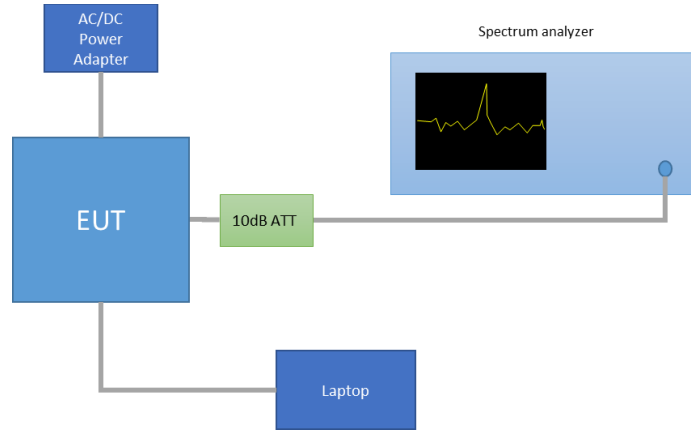 AC/DC
Power
Adapter
Spectrum analyzer
EUT
10dB ATT
Laptop